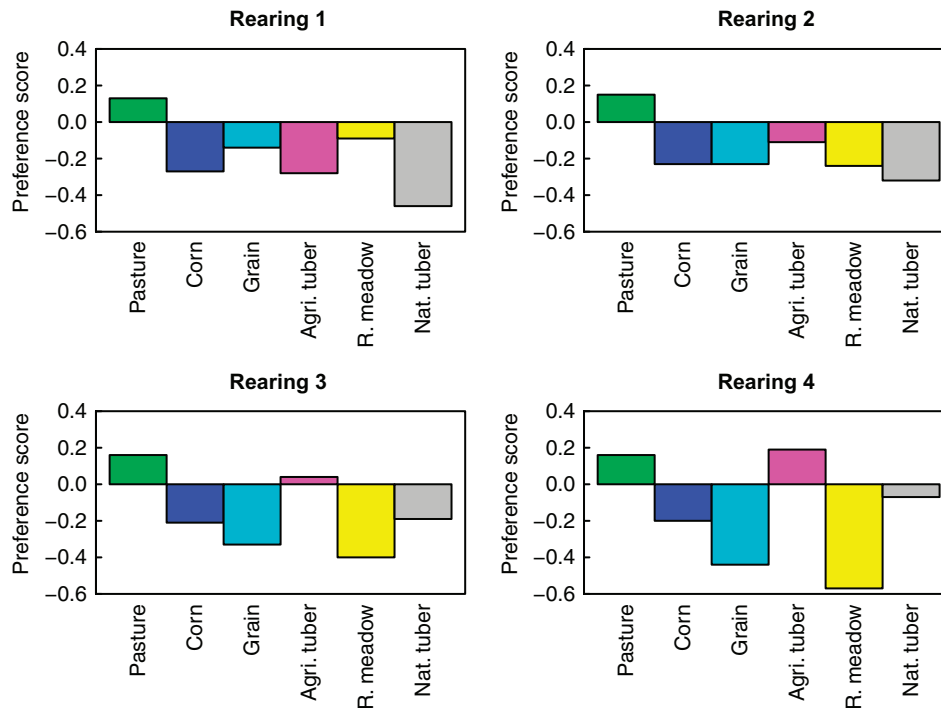 Rearing 1
Preference score
0.4
0.2
0.0
−0.2
−0.4
−0.6
Pasture
Corn
Grain
Agri. tuber
R. meadow
Nat. tuber
Rearing 2
Preference score
0.4
0.2
0.0
−0.2
−0.4
−0.6
Pasture
Corn
Grain
Agri. tuber
R. meadow
Nat. tuber
Rearing 3
Preference score
0.4
0.2
0.0
−0.2
−0.4
−0.6
Pasture
Corn
Grain
Agri. tuber
R. meadow
Nat. tuber
Rearing 4
Preference score
0.4
0.2
0.0
−0.2
−0.4
−0.6
Pasture
Corn
Grain
Agri. tuber
R. meadow
Nat. tuber